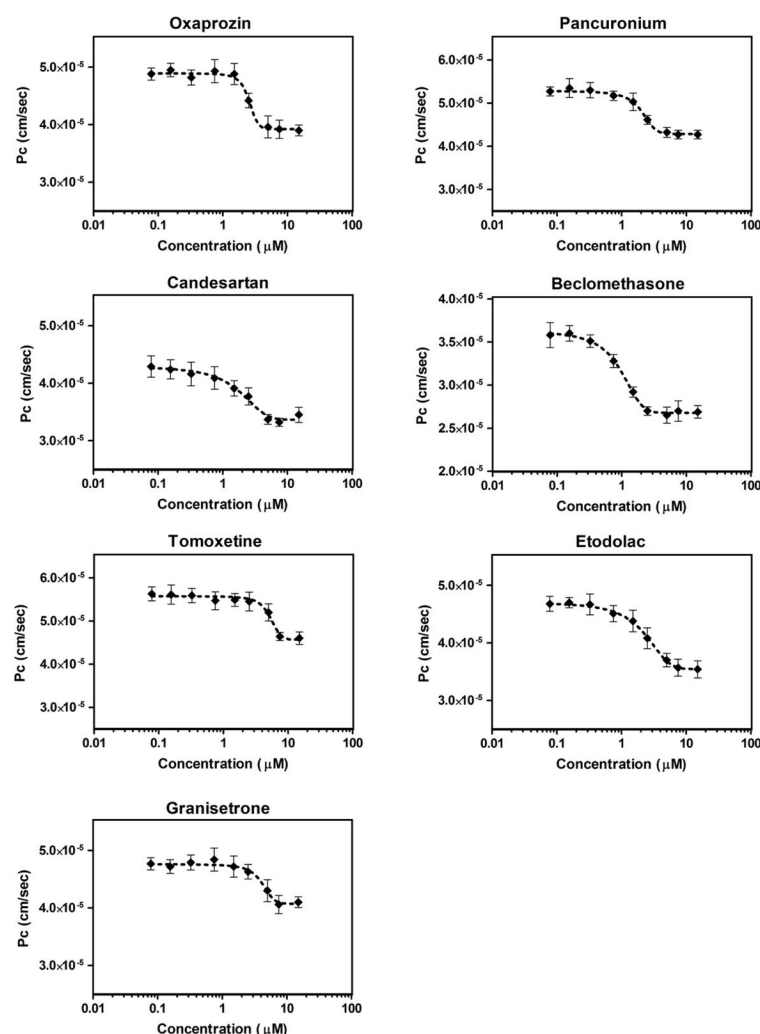 Oxaprozin
Pc (cm/sec)
5.0×10⁻⁵
4.0×10⁻⁵
3.0×10⁻⁵
0.01 0.1 1 10 100
Concentration ( μM)
Pancuronium
Pc (cm/sec)
6.0×10⁻⁵
5.0×10⁻⁵
4.0×10⁻⁵
3.0×10⁻⁵
0.01 0.1 1 10 100
Concentration ( μM)
Candesartan
Pc (cm/sec)
5.0×10⁻⁵
4.0×10⁻⁵
3.0×10⁻⁵
0.01 0.1 1 10 100
Concentration ( μM)
Beclomethasone
Pc (cm/sec)
4.0×10⁻⁵
3.5×10⁻⁵
3.0×10⁻⁵
2.5×10⁻⁵
2.0×10⁻⁵
0.01 0.1 1 10 100
Concentration ( μM)
Tomoxetine
Pc (cm/sec)
6.0×10⁻⁵
5.0×10⁻⁵
4.0×10⁻⁵
3.0×10⁻⁵
0.01 0.1 1 10 100
Concentration ( μM)
Etodolac
Pc (cm/sec)
5.0×10⁻⁵
4.0×10⁻⁵
3.0×10⁻⁵
0.01 0.1 1 10 100
Concentration ( μM)
Granisetrone
Pc (cm/sec)
5.0×10⁻⁵
4.0×10⁻⁵
3.0×10⁻⁵
0.01 0.1 1 10 100
Concentration ( μM)